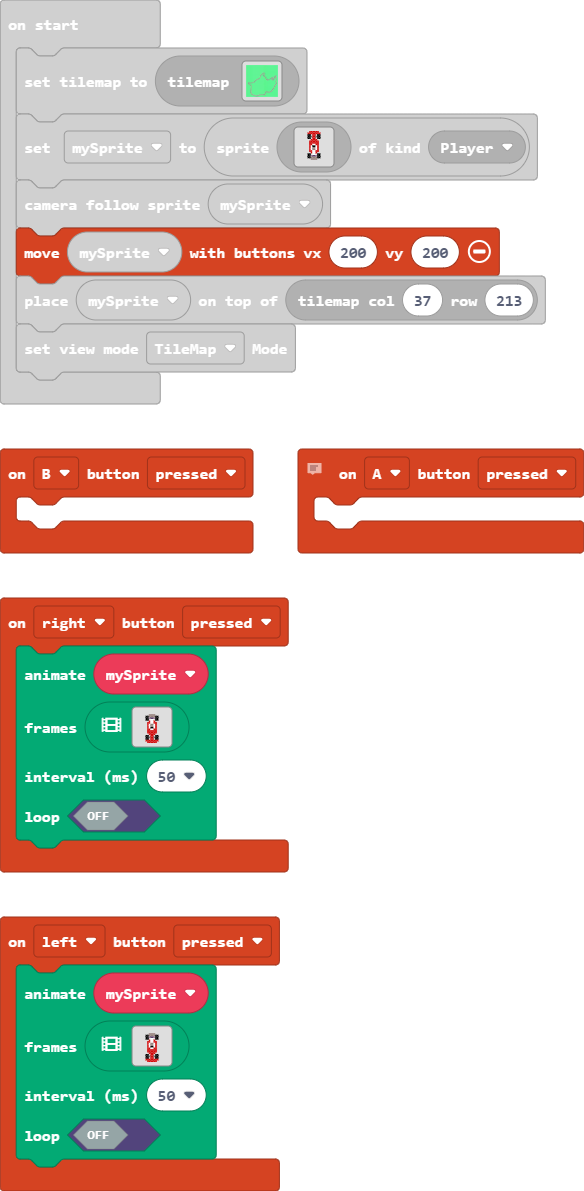 on start
set tilemap to tilemap
set mySprite to sprite of kind Player
camera follow sprite mySprite
move mySprite with buttons vx 200 vy 200
place mySprite on top of tilemap col 37 row 213
set view mode TileMap Mode
on B button pressed
on A button pressed
on right button pressed
animate mySprite
frames
interval (ms) 50
loop OFF
on left button pressed
animate mySprite
frames
interval (ms) 50
loop OFF